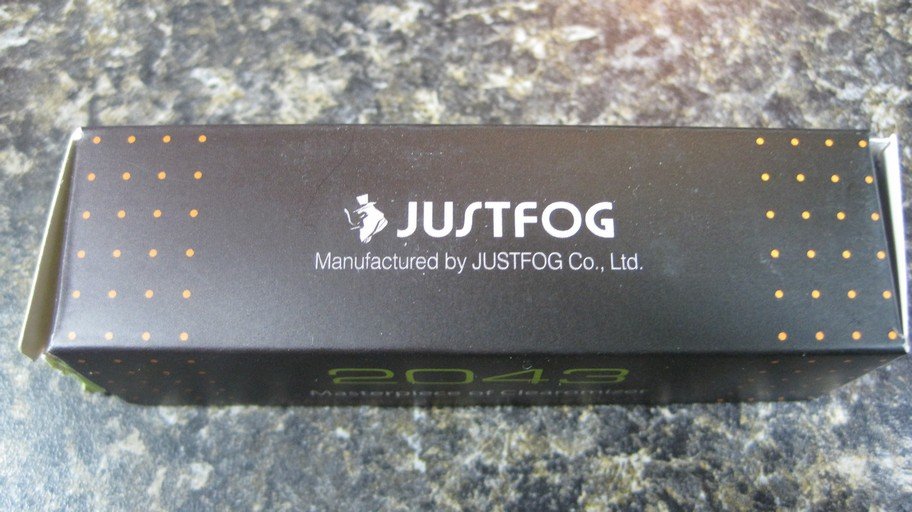 JUSTFOG
Manufactured by JUSTFOG Co., Ltd.
2043
Masterpiece of Clearomizer